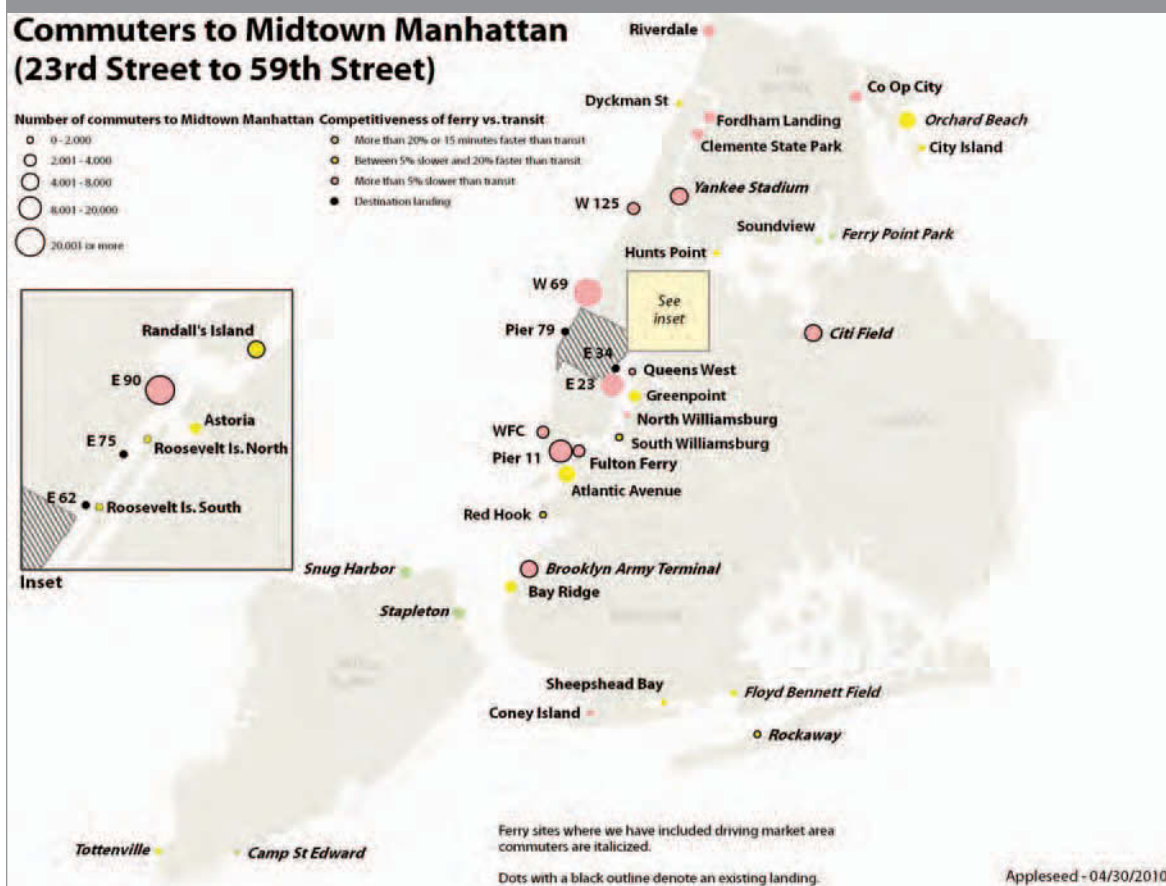 Commuters to Midtown Manhattan
(23rd Street to 59th Street)
Number of commuters to Midtown Manhattan
0 - 2,000
2,001 - 4,000
4,001 - 8,000
8,001 - 20,000
20,001 or more
Competitiveness of ferry vs. transit
More than 20% or 15 minutes faster than transit
Between 5% slower and 20% faster than transit
More than 5% slower than transit
Destination landing
Riverdale
Dyckman St
Co Op City
Fordham Landing
Orchard Beach
Clemente State Park
City Island
Yankee Stadium
W 125
Soundview
Ferry Point Park
Hunts Point
W 69
See
inset
Pier 79
Citi Field
E 34
Queens West
E 23
Greenpoint
North Williamsburg
WFC
South Williamsburg
Pier 11
Fulton Ferry
Atlantic Avenue
Red Hook
Randall's Island
E 90
Astoria
E 75
Roosevelt Is. North
E 62
Roosevelt Is. South
Inset
Snug Harbor
Brooklyn Army Terminal
Bay Ridge
Stapleton
Sheepshead Bay
Floyd Bennett Field
Coney Island
Rockaway
Tottenville
Camp St Edward
Ferry sites where we have included driving market area
commuters are italicized.
Dots with a black outline denote an existing landing.
Appleseed - 04/30/2010